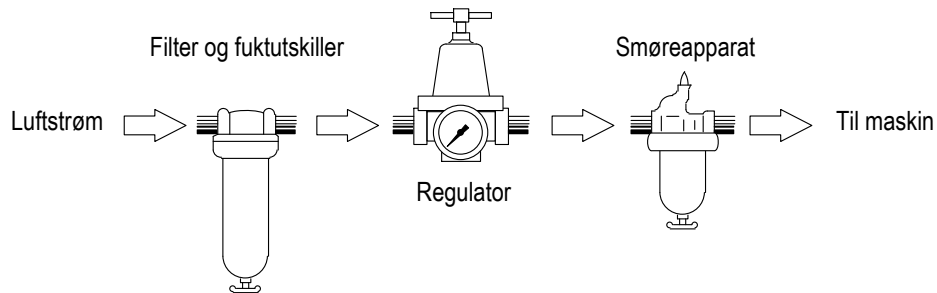 Filter og fuktutskiller
Smøreapparat
Luftstrøm
Til maskin
Regulator